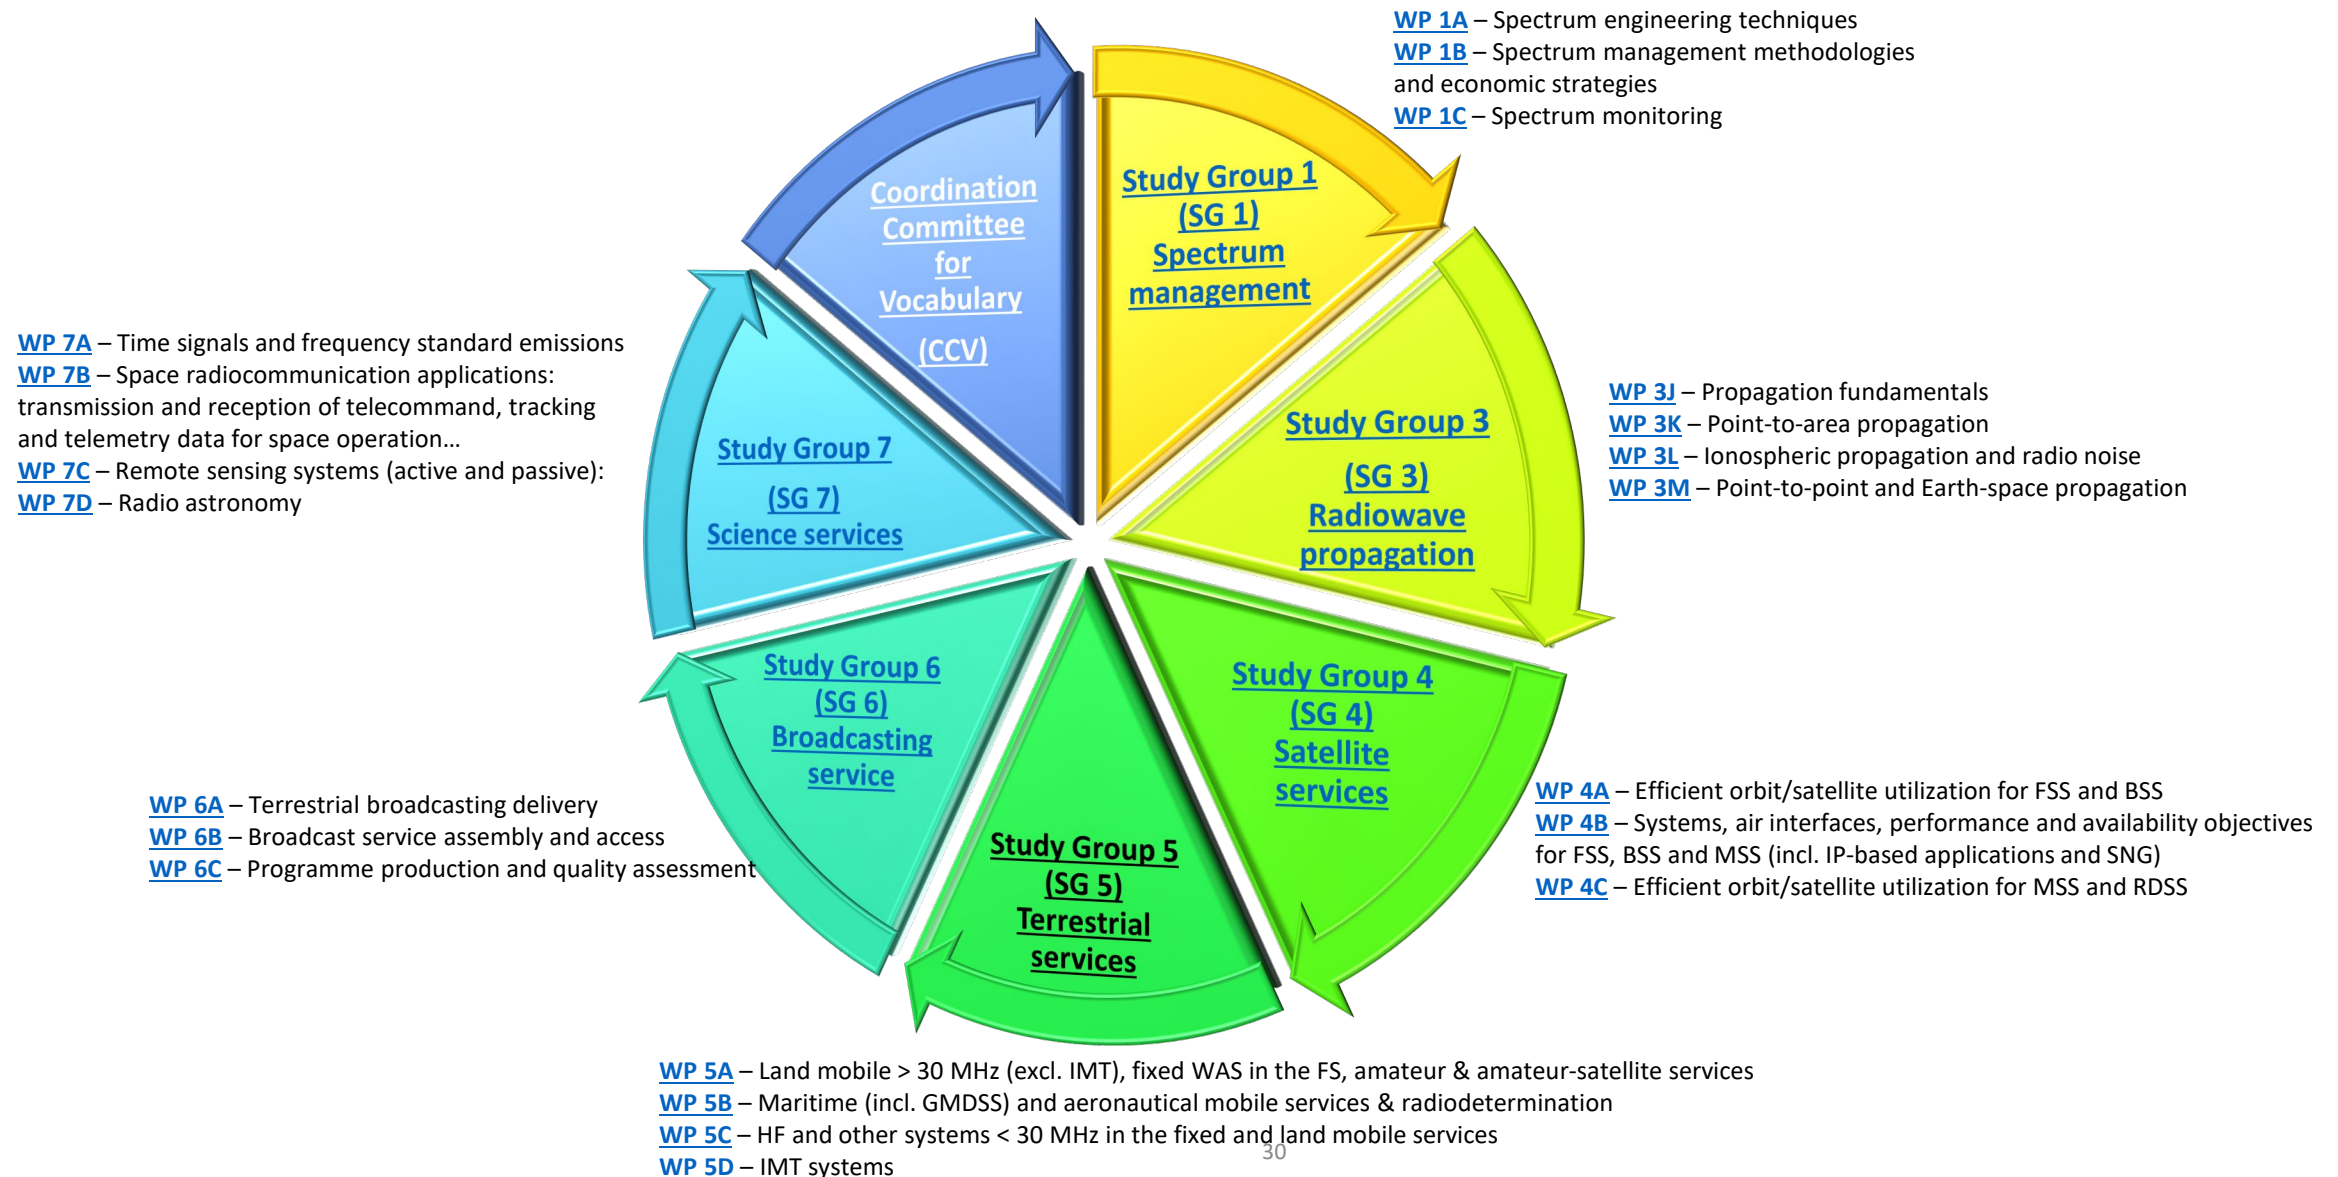 WP 1A – Spectrum engineering techniques
WP 1B – Spectrum management methodologies
and economic strategies
WP 1C – Spectrum monitoring
Coordination
Committee
for
Vocabulary
(CCV)
Study Group 1
(SG 1)
Spectrum
management
WP 7A – Time signals and frequency standard emissions
WP 7B – Space radiocommunication applications:
transmission and reception of telecommand, tracking
and telemetry data for space operation…
WP 7C – Remote sensing systems (active and passive):
WP 7D – Radio astronomy
Study Group 7
(SG 7)
Science services
Study Group 3
(SG 3)
Radiowave
propagation
WP 3J – Propagation fundamentals
WP 3K – Point-to-area propagation
WP 3L – Ionospheric propagation and radio noise
WP 3M – Point-to-point and Earth-space propagation
Study Group 6
(SG 6)
Broadcasting
service
Study Group 4
(SG 4)
Satellite
services
WP 6A – Terrestrial broadcasting delivery
WP 6B – Broadcast service assembly and access
WP 6C – Programme production and quality assessment
Study Group 5
(SG 5)
Terrestrial
services
WP 4A – Efficient orbit/satellite utilization for FSS and BSS
WP 4B – Systems, air interfaces, performance and availability objectives
for FSS, BSS and MSS (incl. IP-based applications and SNG)
WP 4C – Efficient orbit/satellite utilization for MSS and RDSS
WP 5A – Land mobile > 30 MHz (excl. IMT), fixed WAS in the FS, amateur & amateur-satellite services
WP 5B – Maritime (incl. GMDSS) and aeronautical mobile services & radiodetermination
WP 5C – HF and other systems < 30 MHz in the fixed and land mobile services
WP 5D – IMT systems
30